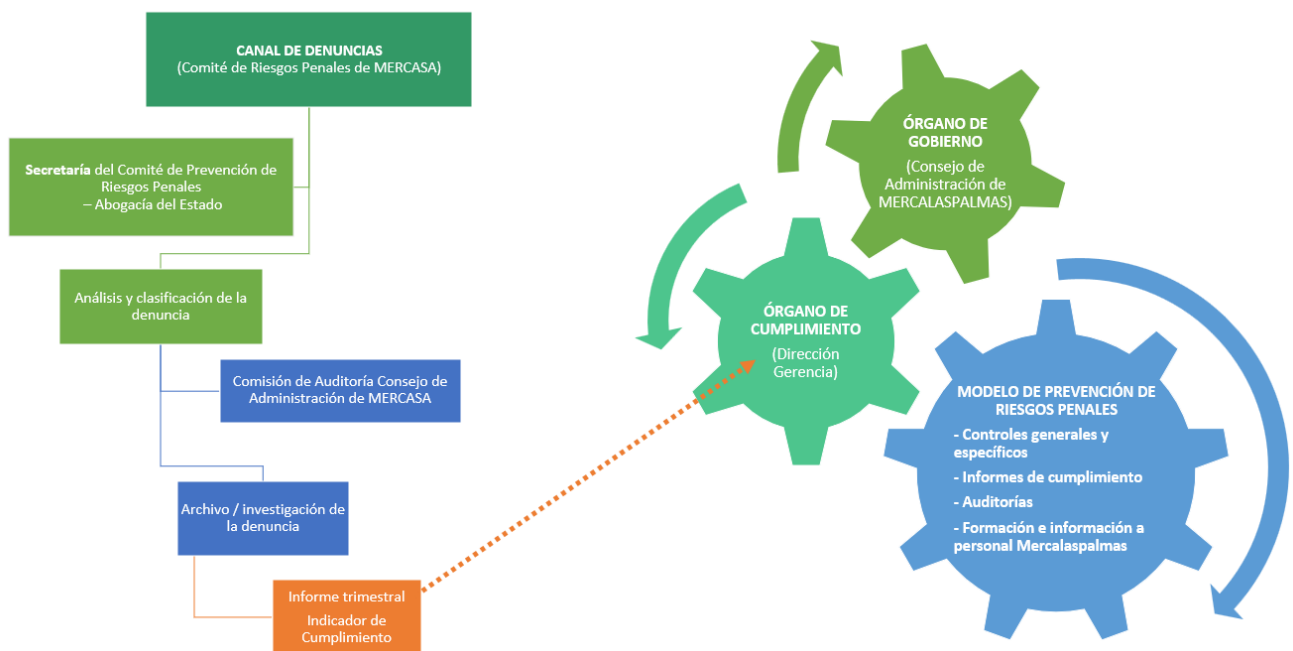 CANAL DE DENUNCIAS
(Comité de Riesgos Penales de MERCASA)
Secretaría del Comité de Prevención de
Riesgos Penales
– Abogacía del Estado
Análisis y clasificación de la
denuncia
Comisión de Auditoría Consejo de
Administración de MERCASA
Archivo / investigación de
la denuncia
Informe trimestral
Indicador de
Cumplimiento
ÓRGANO DE
GOBIERNO
(Consejo de
Administración de
MERCALASPALMAS)
ÓRGANO DE
CUMPLIMIENTO
(Dirección
Gerencia)
MODELO DE PREVENCIÓN DE
RIESGOS PENALES
- Controles generales y
específicos
- Informes de cumplimiento
- Auditorías
- Formación e información a
personal Mercalaspalmas